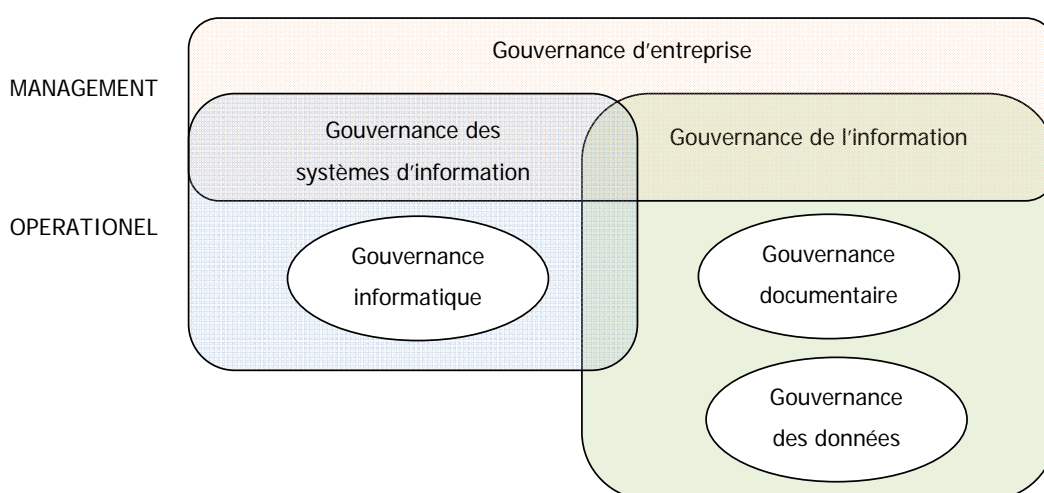 Gouvernance d'entreprise
MANAGEMENT
Gouvernance des
systèmes d'information
Gouvernance de l'information
OPERATIONEL
Gouvernance
informatique
Gouvernance
documentaire
Gouvernance
des données